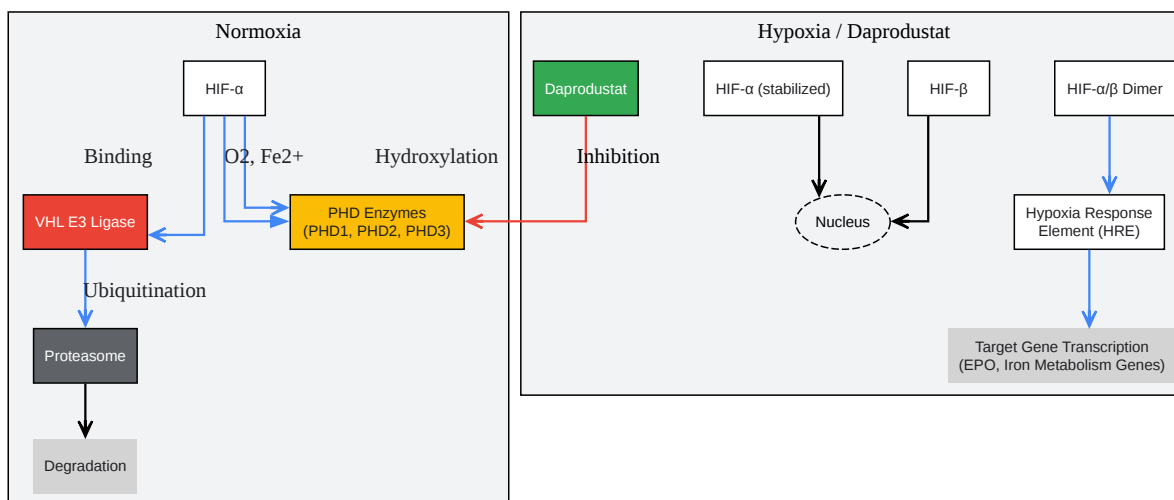 Normoxia
HIF-α
Binding
O2, Fe2+
Hydroxylation
VHL E3 Ligase
PHD Enzymes
(PHD1, PHD2, PHD3)
Ubiquitination
Proteasome
Degradation
Hypoxia / Daprodustat
Daprodustat
HIF-α (stabilized)
HIF-β
HIF-α/β Dimer
Inhibition
Nucleus
Hypoxia Response
Element (HRE)
Target Gene Transcription
(EPO, Iron Metabolism Genes)